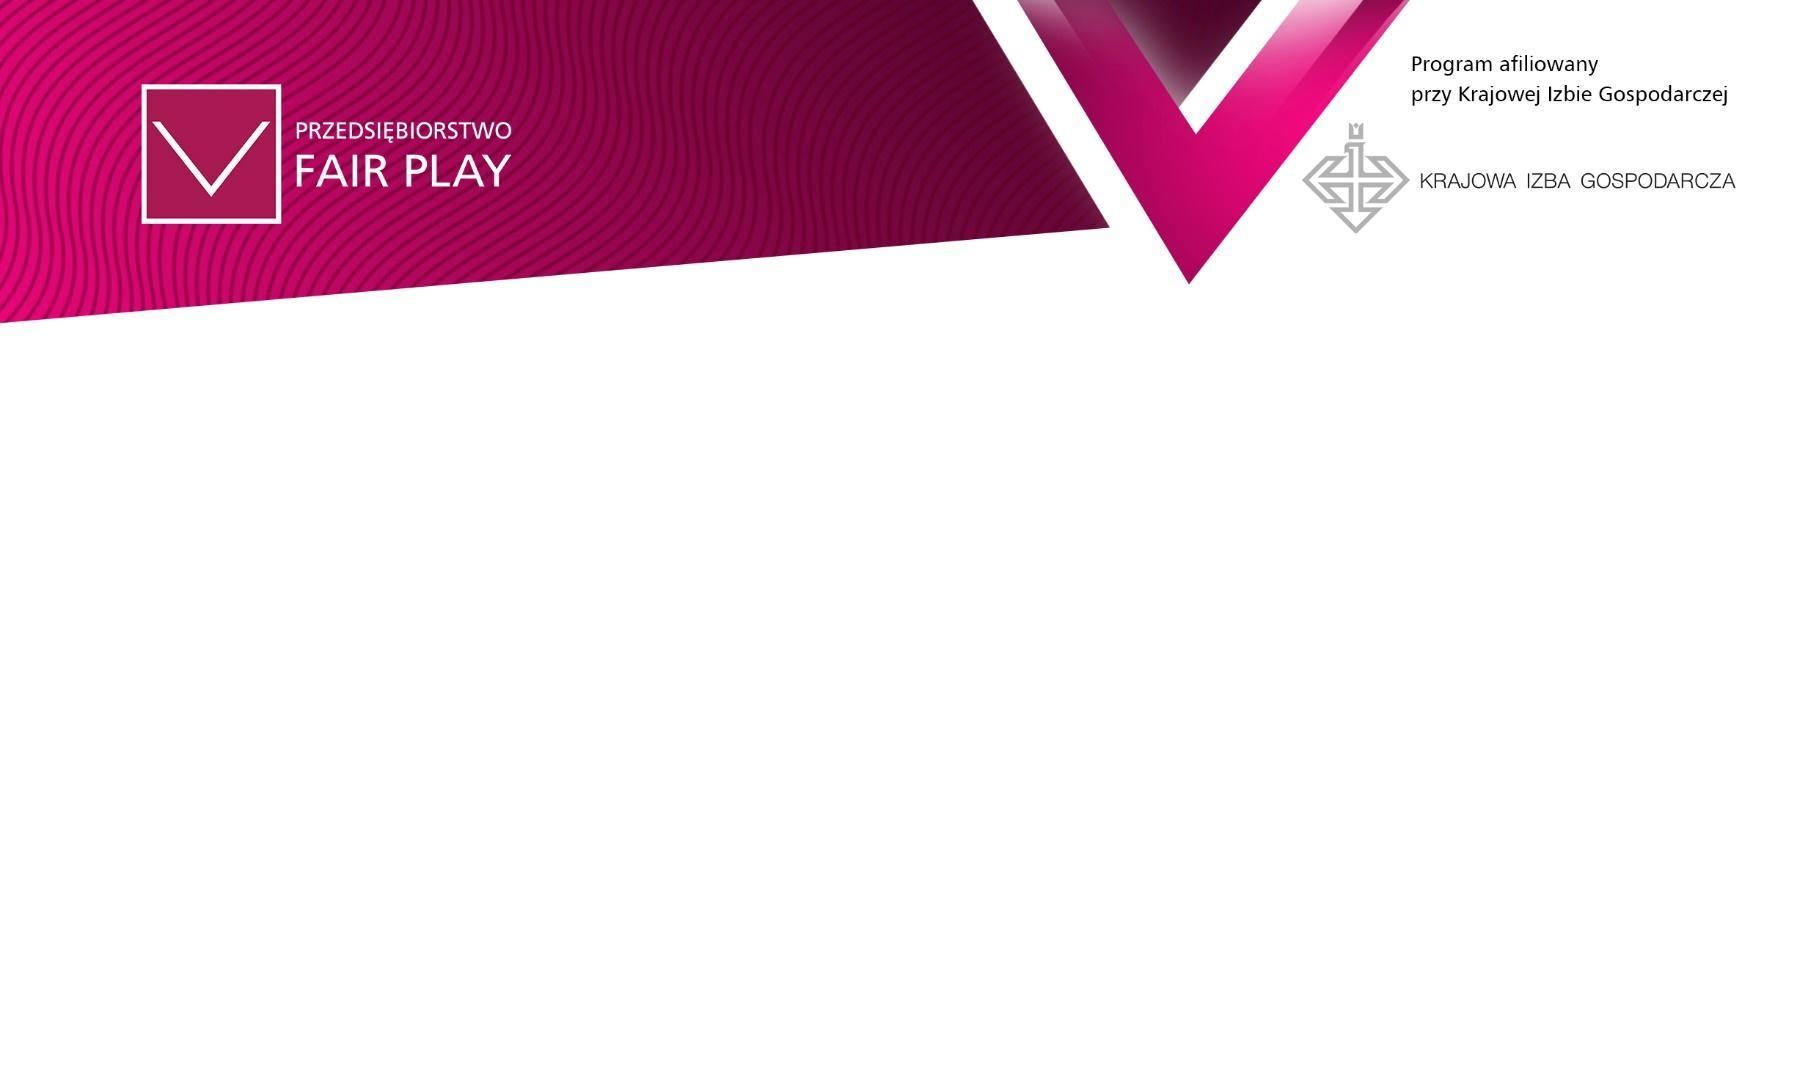 PRZEDSIĘBIORSTWO
FAIR PLAY
Program afiliowany
przy Krajowej Izbie Gospodarczej
KRAJOWA IZBA GOSPODARCZA